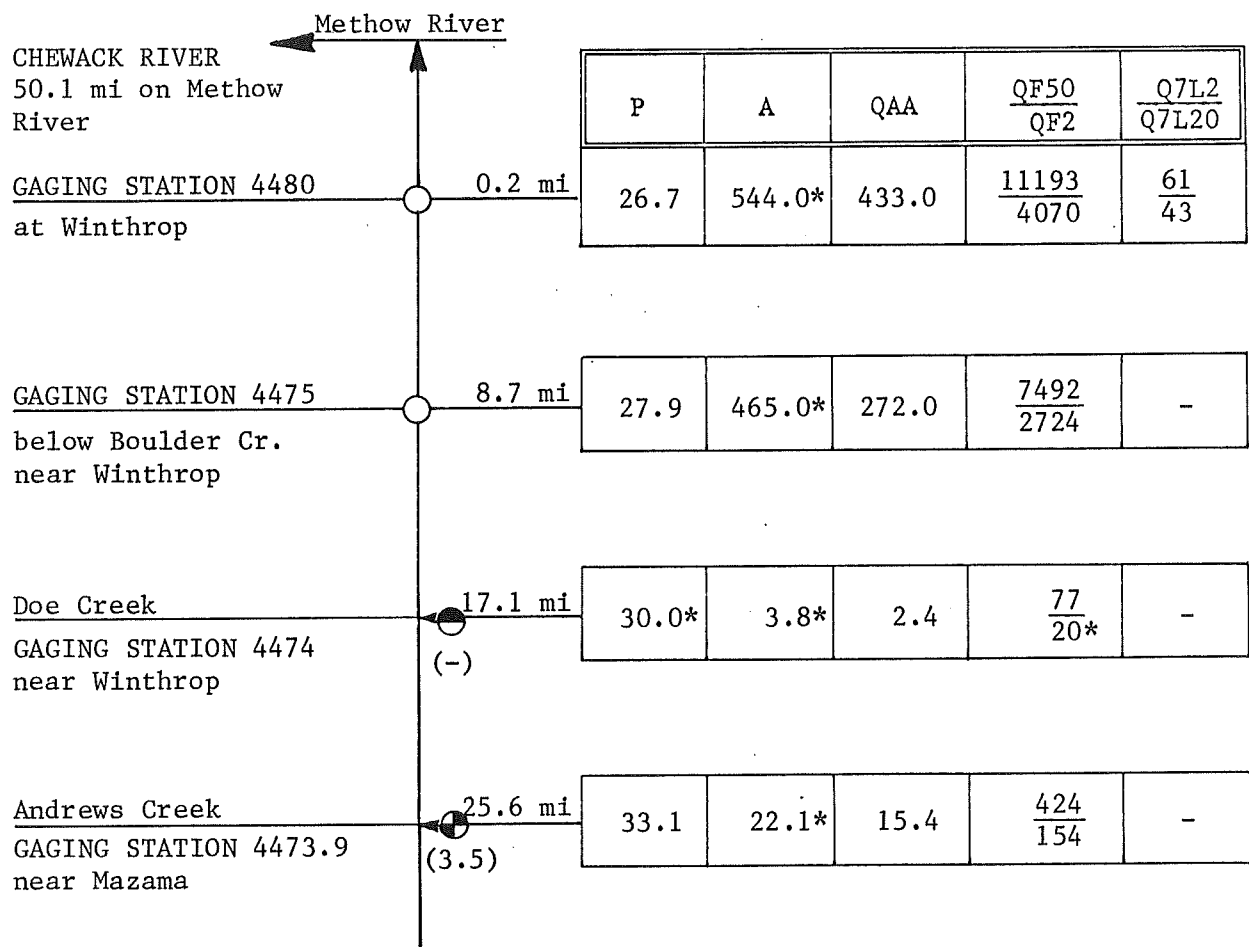 Methow River
CHEWACK RIVER
50.1 mi on Methow
River
P A QAA QF50 Q7L2
QF2 Q7L20
GAGING STATION 4480 0.2 mi 26.7 544.0* 433.0 11193 61
4070 43
at Winthrop
GAGING STATION 4475 8.7 mi 27.9 465.0* 272.0 7492 -
2724
below Boulder Cr.
near Winthrop
Doe Creek 17.1 mi 30.0* 3.8* 2.4 77 -
20*
GAGING STATION 4474
(-)
near Winthrop
Andrews Creek 25.6 mi 33.1 22.1* 15.4 424 -
154
GAGING STATION 4473.9
(3.5)
near Mazama